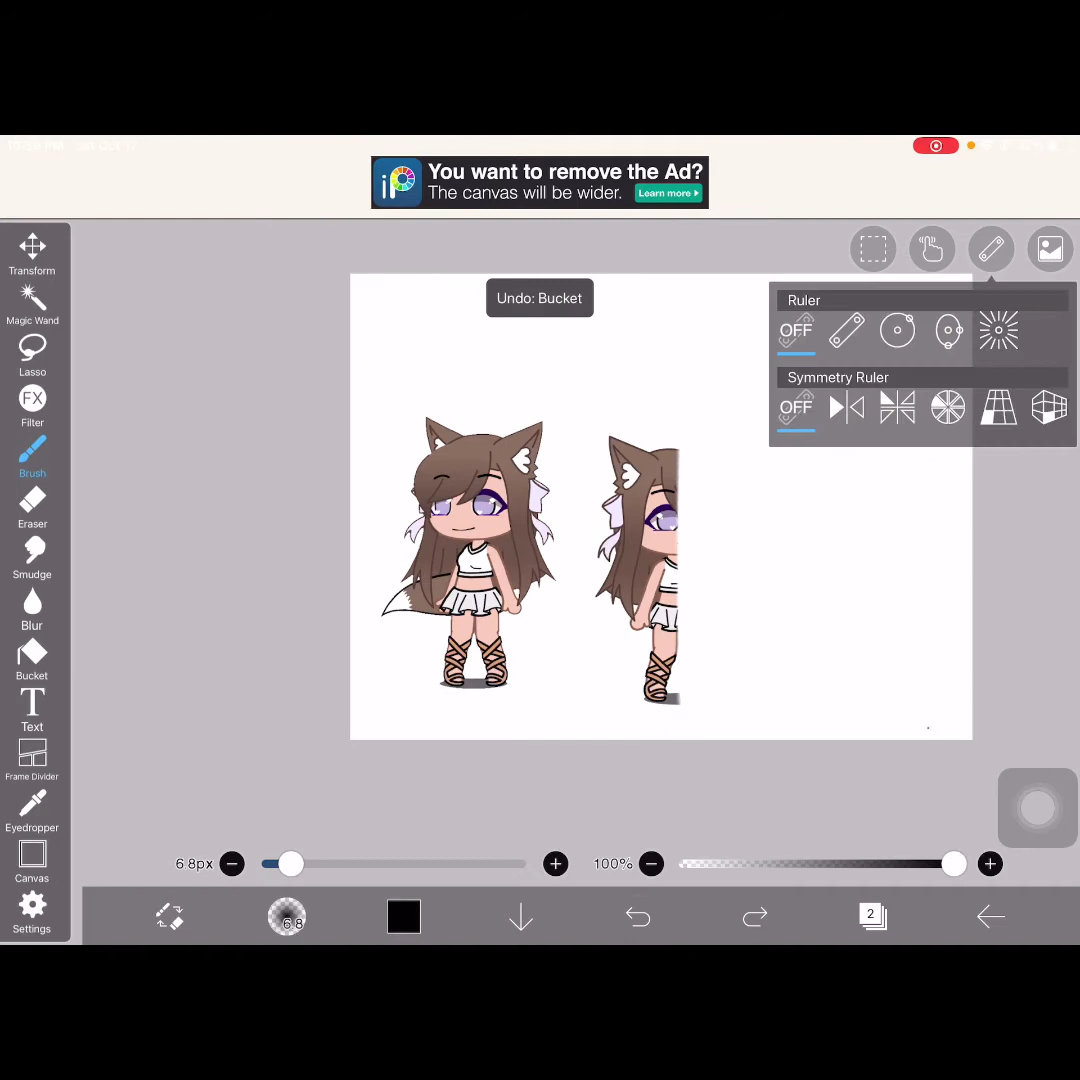 You want to remove the Ad?
The canvas will be wider.
Learn more
Transform
Magic Wand
Lasso
FX
Filter
Brush
Eraser
Smudge
Blur
Bucket
T
Text
Frame Divider
Eyedropper
Canvas
Settings
Undo: Bucket
Ruler
OFF
Symmetry Ruler
OFF
6.8px
100%
6.8
2